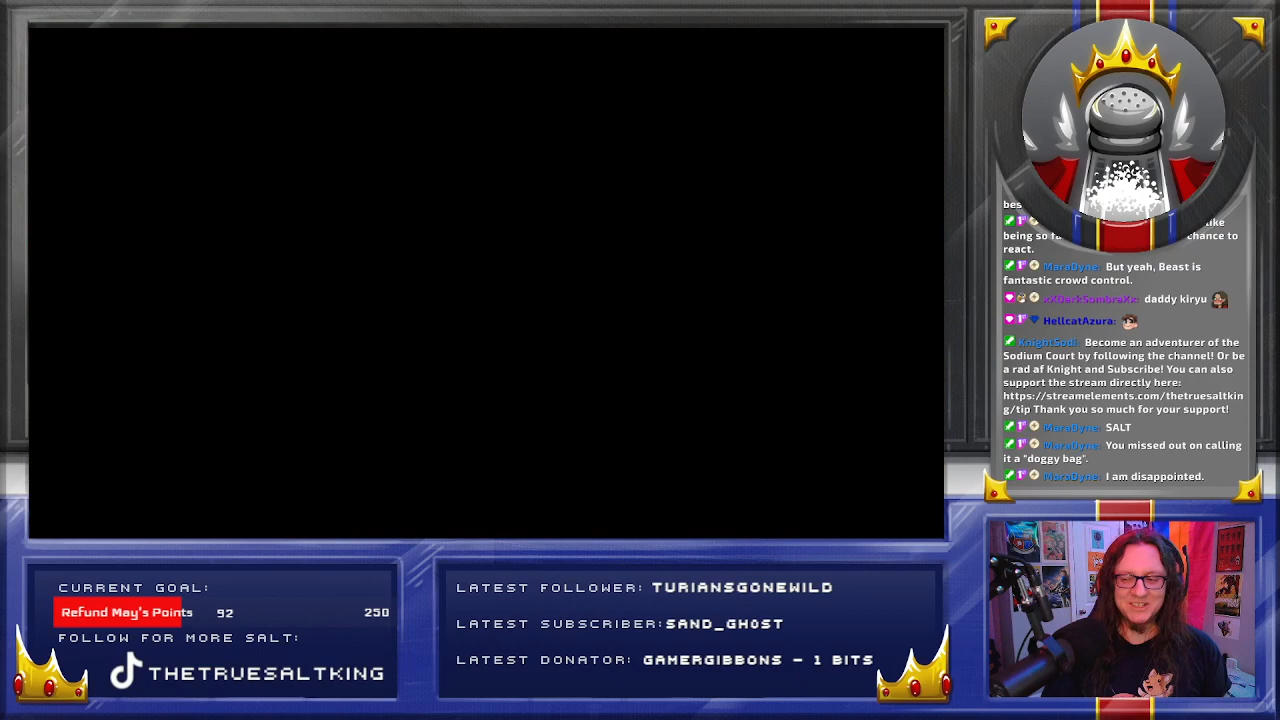 bes
like
being so fa
chance to
react.
MaraDyne: But yeah, Beast is
fantastic crowd control.
xXDarkSombraXx: daddy kiryu
HellcatAzura:
KnightSodi: Become an adventurer of the
Sodium Court by following the channel! Or be
a rad af Knight and Subscribe! You can also
support the stream directly here:
https://streamelements.com/thetruesaltkin
g/tip Thank you so much for your support!
MaraDyne: SALT
MaraDyne: You missed out on calling
it a "doggy bag".
MaraDyne: I am disappointed.
CURRENT GOAL:
Refund May's Points 92 250
FOLLOW FOR MORE SALT:
THETRUESALTKING
LATEST FOLLOWER: TURIANSGONEWILD
LATEST SUBSCRIBER: SAND_GH0ST
LATEST DONATOR: GAMERGIBBONS - 1 BITS